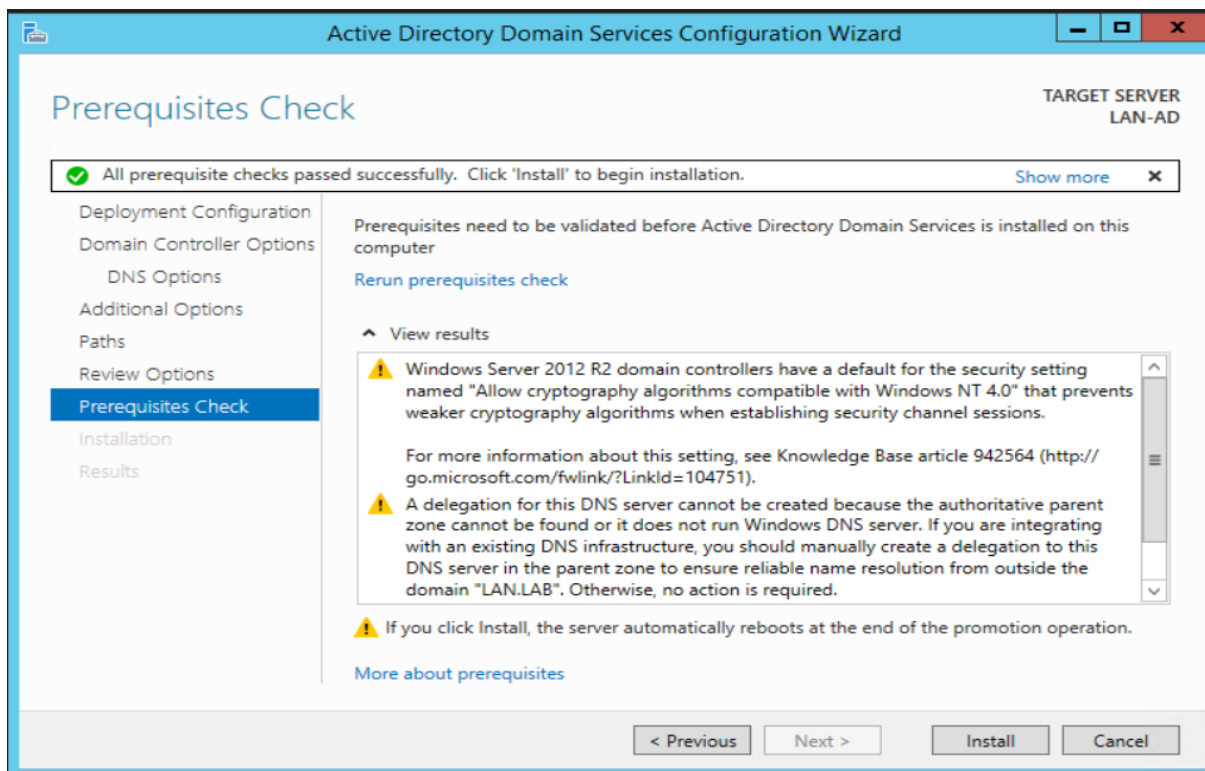 Active Directory Domain Services Configuration Wizard
Prerequisites Check
TARGET SERVER
LAN-AD
All prerequisite checks passed successfully. Click 'Install' to begin installation.
Show more
Deployment Configuration
Domain Controller Options
DNS Options
Additional Options
Paths
Review Options
Prerequisites Check
Installation
Results
Prerequisites need to be validated before Active Directory Domain Services is installed on this
computer
Rerun prerequisites check
View results
Windows Server 2012 R2 domain controllers have a default for the security setting
named "Allow cryptography algorithms compatible with Windows NT 4.0" that prevents
weaker cryptography algorithms when establishing security channel sessions.
For more information about this setting, see Knowledge Base article 942564 (http://
go.microsoft.com/fwlink/?LinkId=104751).
A delegation for this DNS server cannot be created because the authoritative parent
zone cannot be found or it does not run Windows DNS server. If you are integrating
with an existing DNS infrastructure, you should manually create a delegation to this
DNS server in the parent zone to ensure reliable name resolution from outside the
domain "LAN.LAB". Otherwise, no action is required.
If you click Install, the server automatically reboots at the end of the promotion operation.
More about prerequisites
< Previous
Next >
Install
Cancel